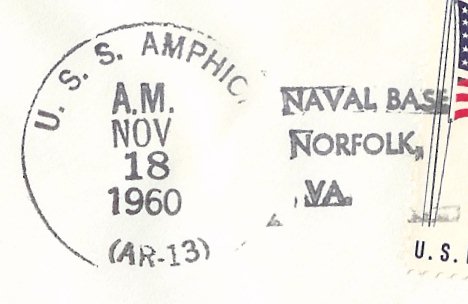 U. S. S. AMPHIO
A.M.
NOV
18
1960
(AR-13)
NAVAL BASE
NORFOLK,
VA.
U. S.